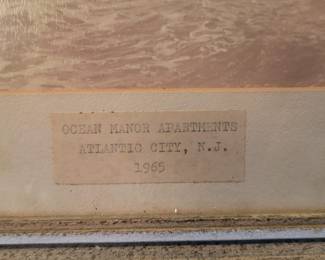 OCEAN MANOR APARTMENTS
ATLANTIC CITY, N.J.
1965